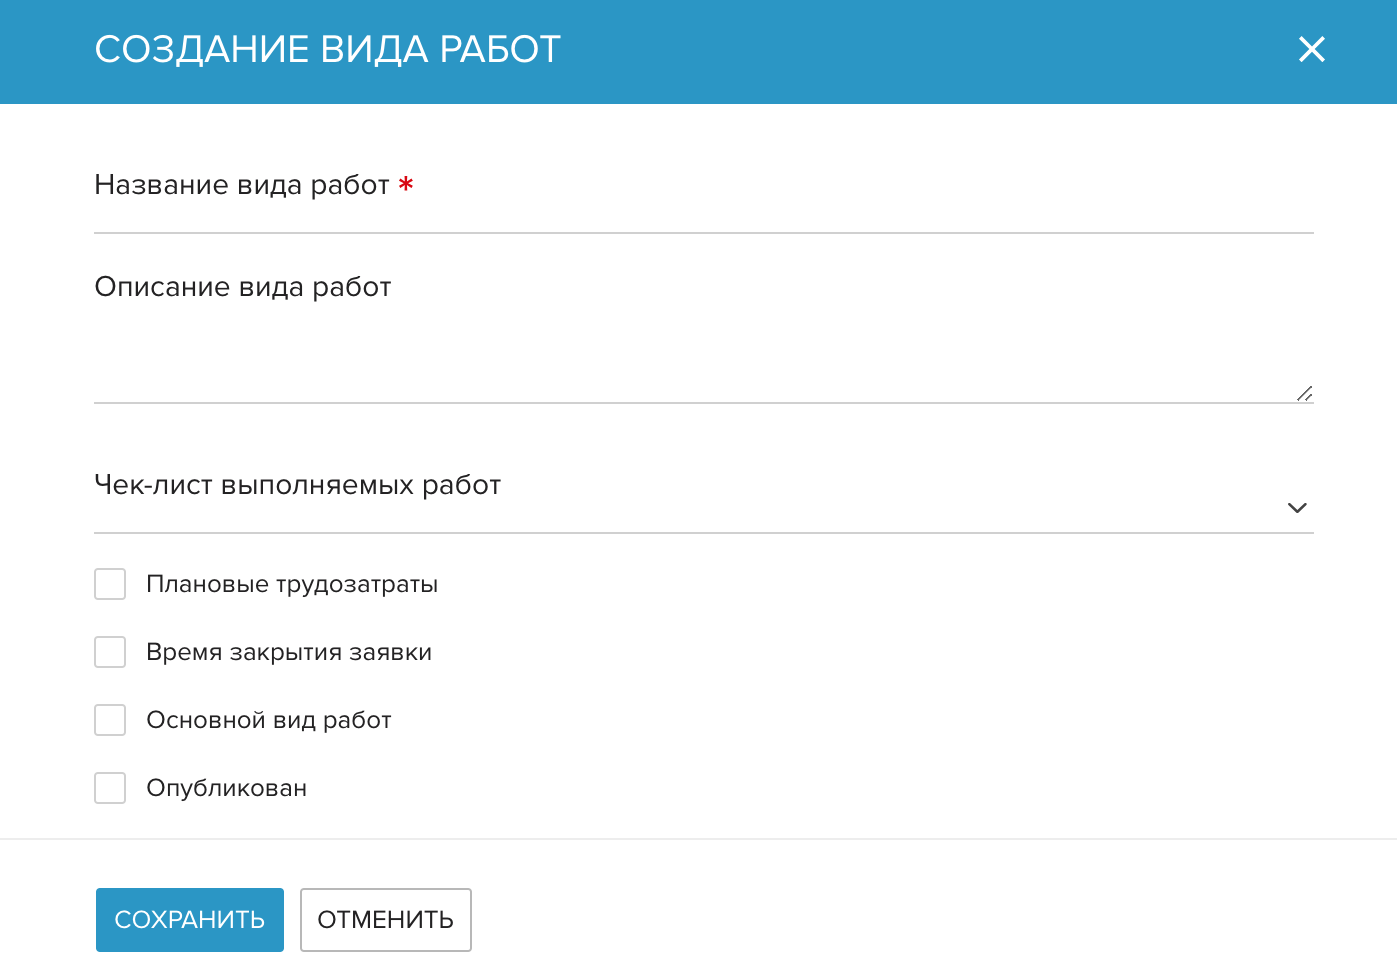 СОЗДАНИЕ ВИДА РАБОТ
Название вида работ *
Описание вида работ
Чек-лист выполняемых работ
Плановые трудозатраты
Время закрытия заявки
Основной вид работ
Опубликован
СОХРАНИТЬ ОТМЕНИТЬ